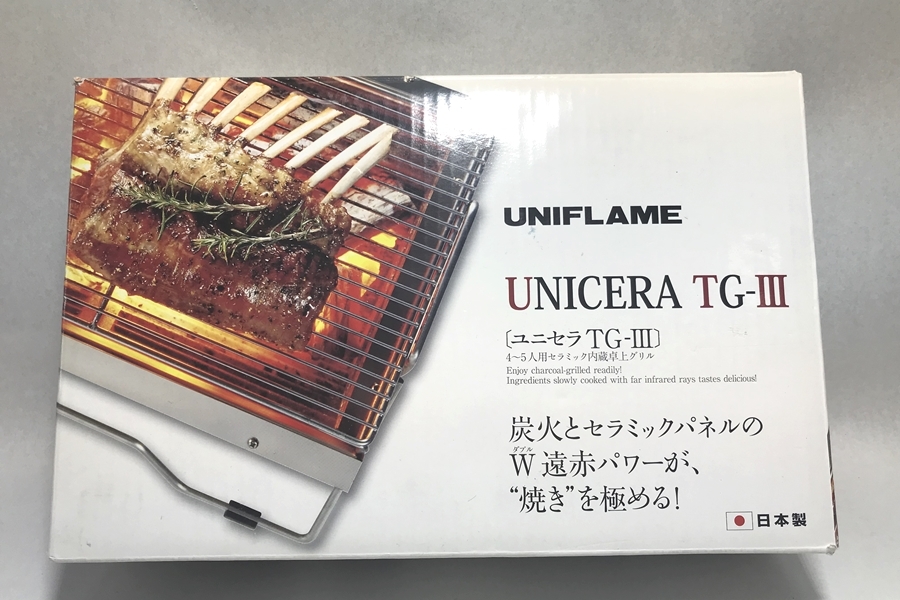 UNIFLAME
UNICERA TG-III
〔ユニセラ TG-III〕
4〜5人用セラミック内蔵卓上グリル
Enjoy charcoal-grilled readily!
Ingredients slowly cooked with far infrared rays tastes delicious!
炭火とセラミックパネルの
ダブル
W 遠赤パワーが、
“焼き”を極める!
日本製